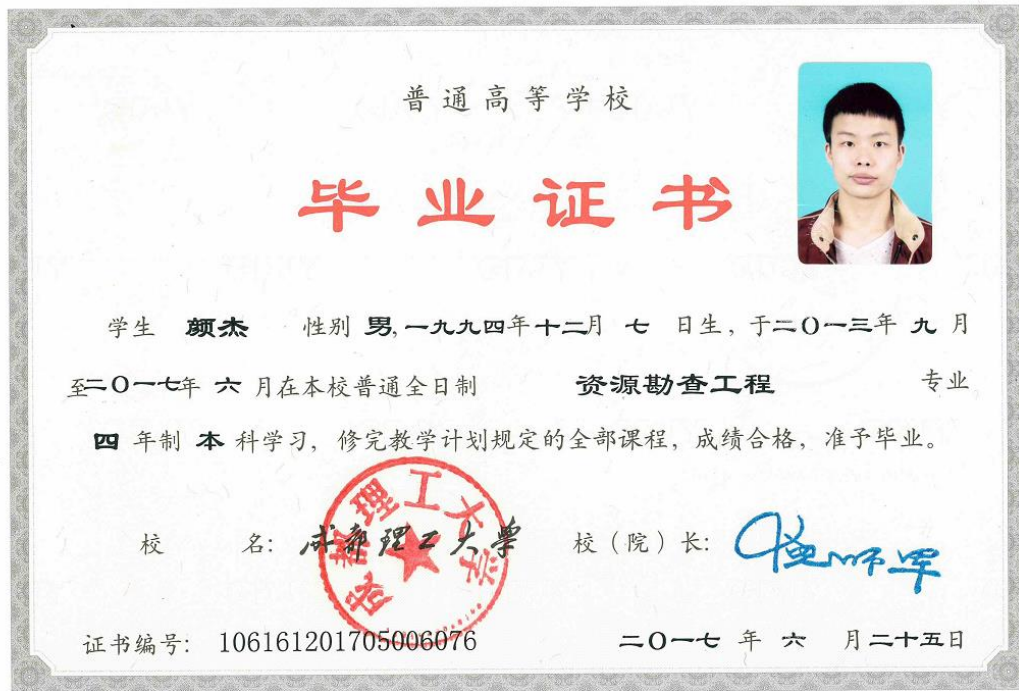 普通高等学校
毕业证书
学生 颜杰 性别 男,一九九四年十二月 七 日生,于二〇一三年 九 月
至二〇一七年 六 月在本校普通全日制 资源勘查工程 专业
四 年制 本 科学习,修完教学计划规定的全部课程,成绩合格,准予毕业。
成都理工大学
校 名:成都理工大学 校(院)长:
证书编号:106161201705006076 二〇一七 年 六 月二十五日